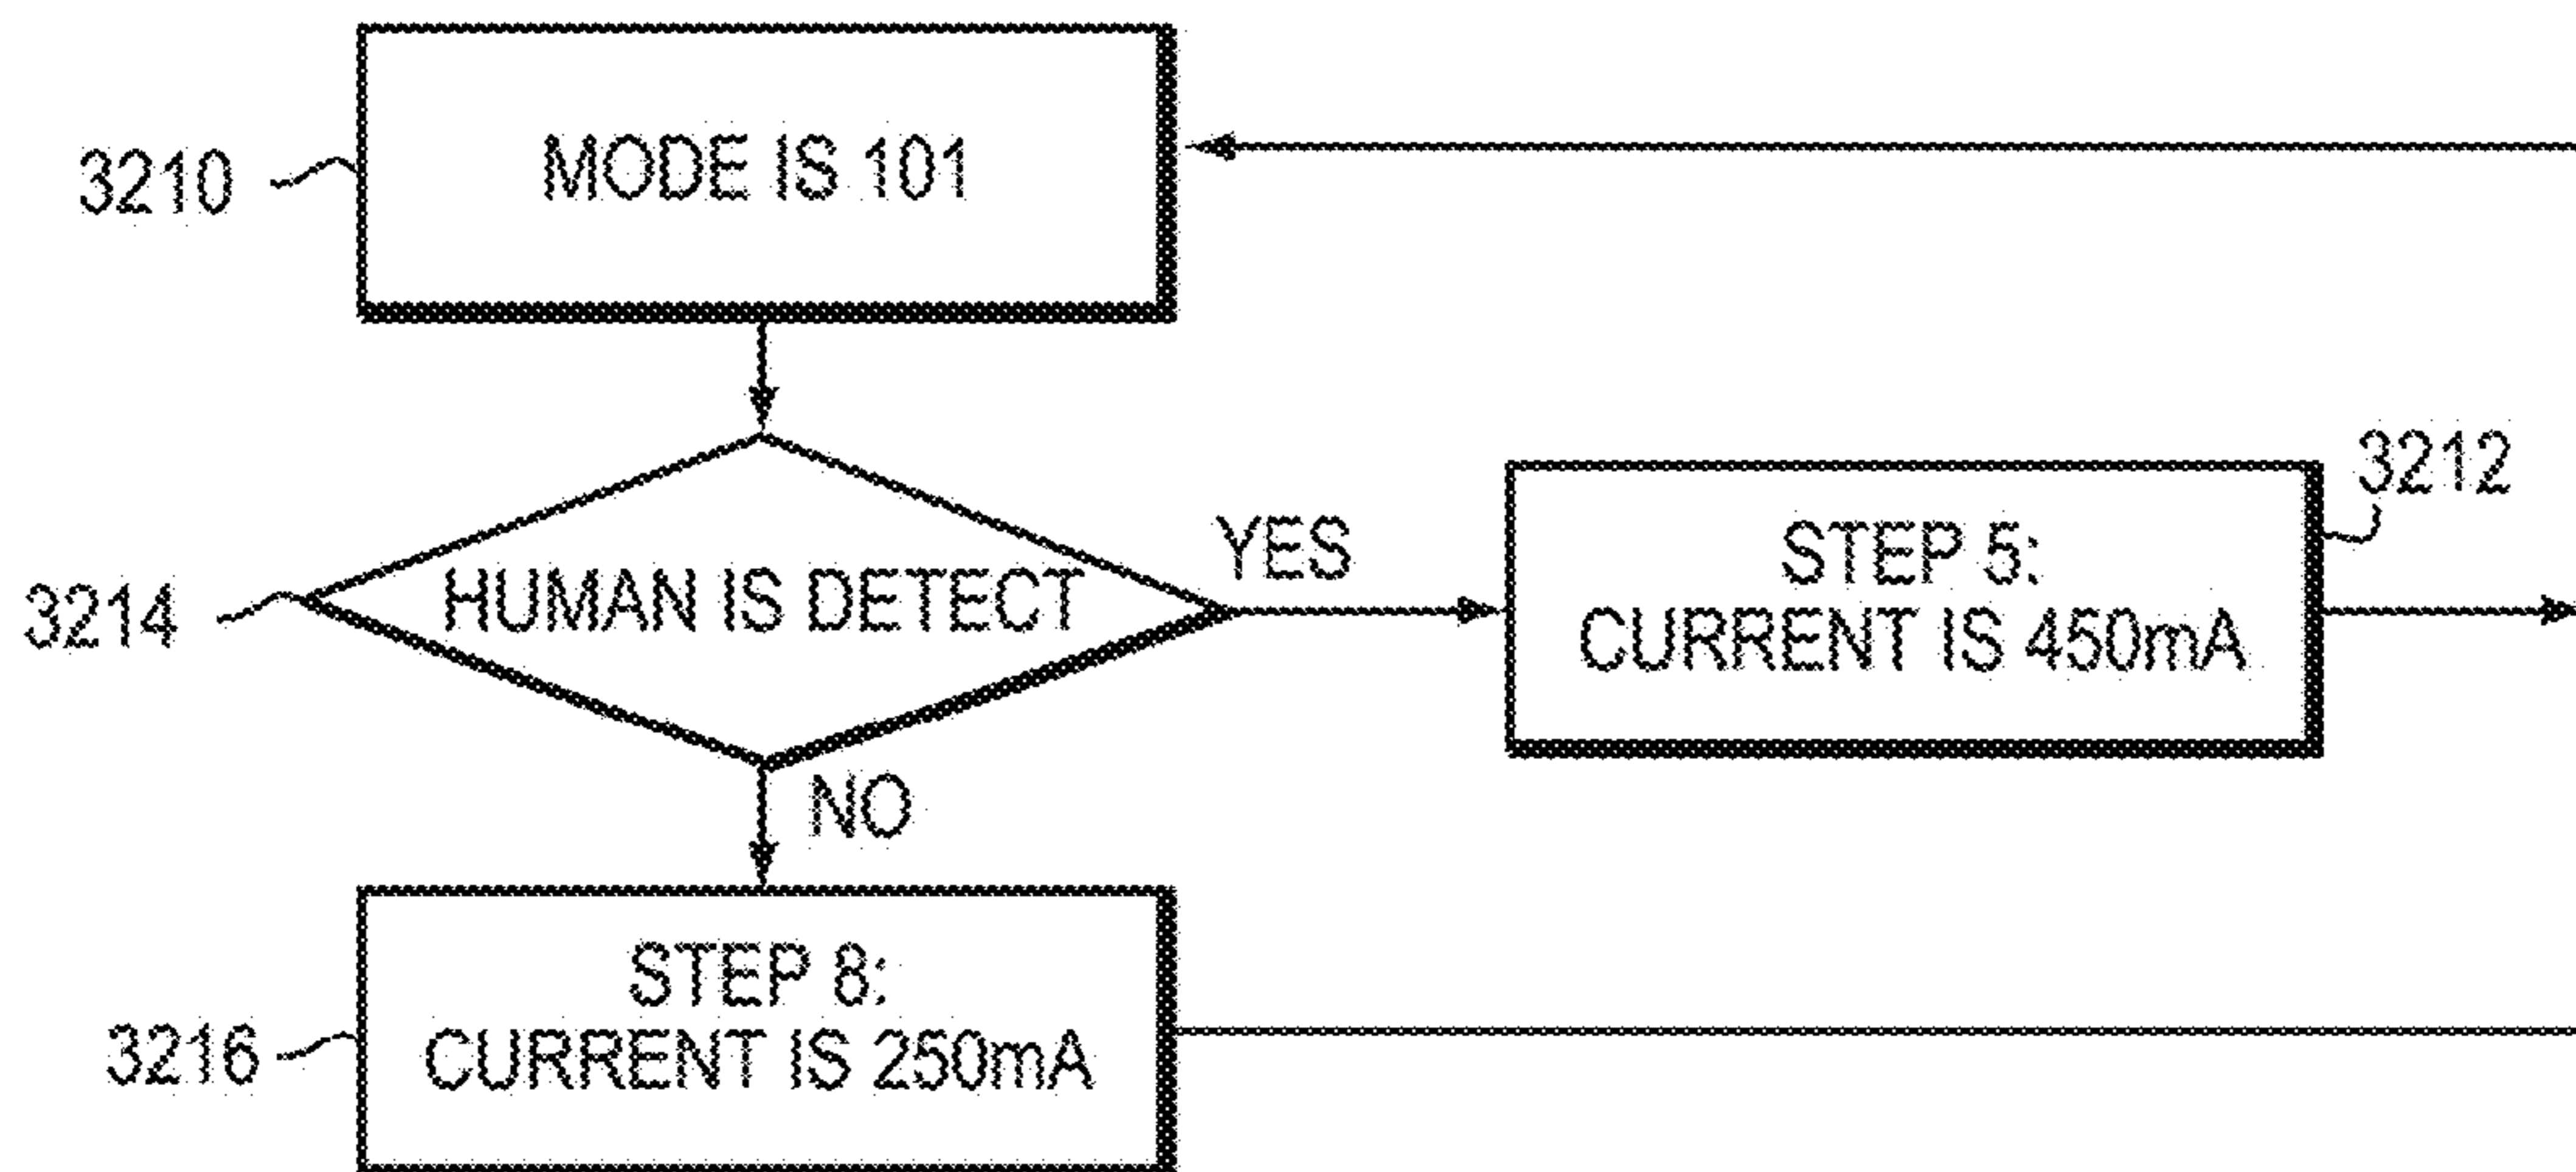 3210
MODE IS 101
3214
HUMAN IS DETECT
YES
3212
STEP 5:
CURRENT IS 450mA
NO
3216
STEP 8:
CURRENT IS 250mA